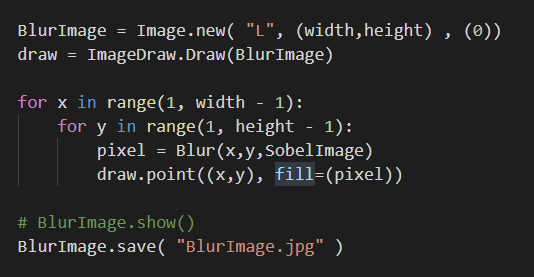 BlurImage = Image.new( "L", (width,height) , (0))
draw = ImageDraw.Draw(BlurImage)
for x in range(1, width - 1):
for y in range(1, height - 1):
pixel = Blur(x,y,SobelImage)
draw.point((x,y), fill=(pixel))
# BlurImage.show()
BlurImage.save( "BlurImage.jpg" )